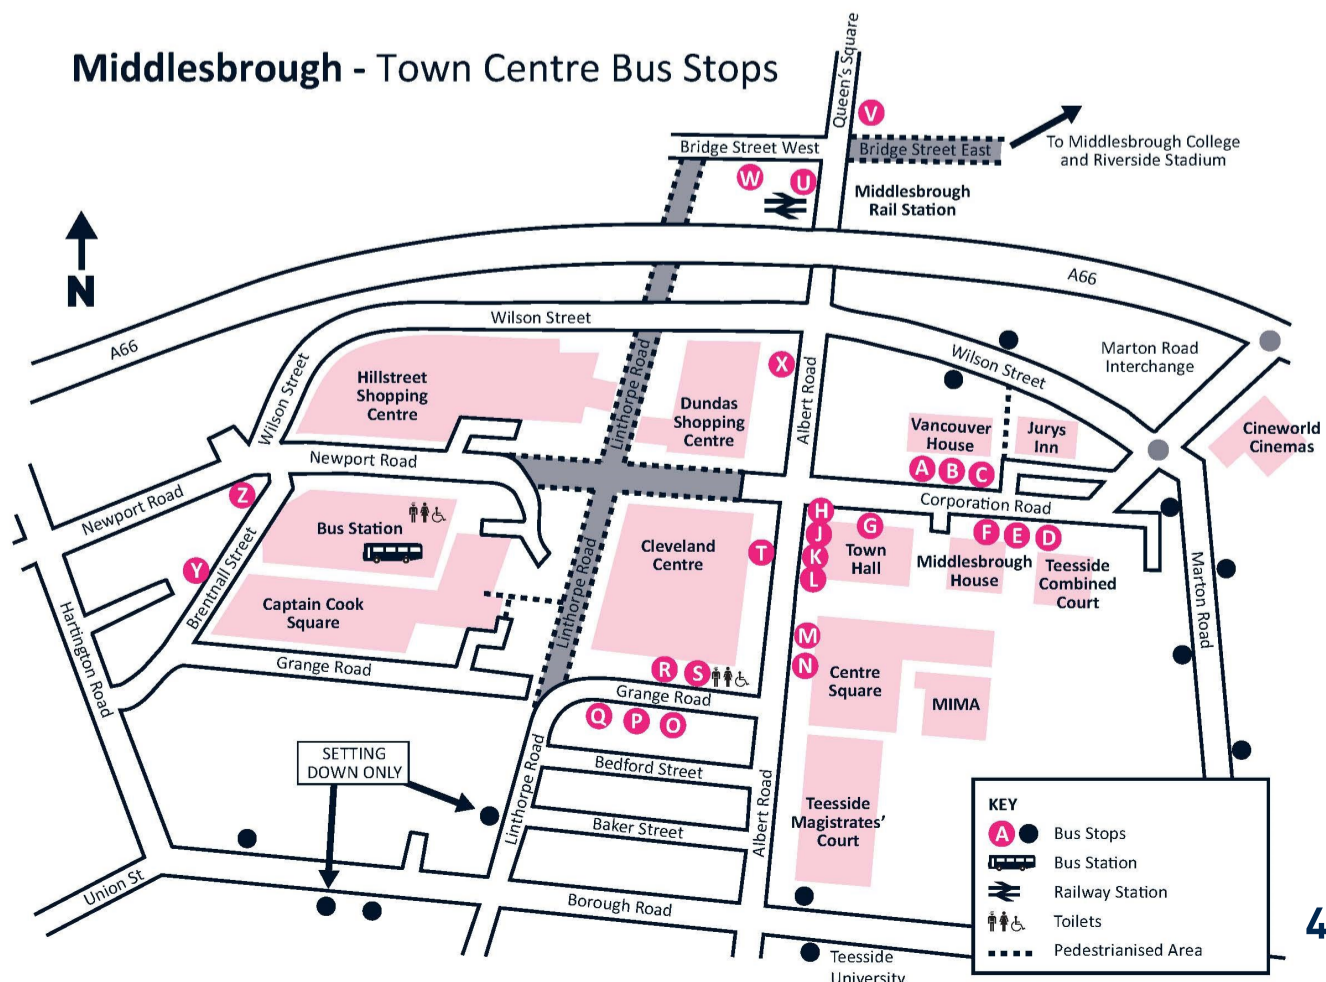 Middlesbrough - Town Centre Bus Stops
Queen's Square
V
Bridge Street West
Bridge Street East
To Middlesbrough College
and Riverside Stadium
W
U
Middlesbrough
Rail Station
N
A66
A66
Wilson Street
Wilson Street
Wilson Street
Marton Road
Interchange
Hillstreet
Shopping
Centre
Linthorpe Road
Dundas
Shopping
Centre
X
Albert Road
Vancouver
House
Jurys
Inn
Cineworld
Cinemas
A
B
C
Newport Road
Newport Road
Z
Corporation Road
Bus Station
Y
Brentnall Street
Captain Cook
Square
Linthorpe Road
Cleveland
Centre
T
H
J
K
L
G
Town
Hall
F
E
D
Middlesbrough
House
Teesside
Combined
Court
Marton Road
Hartington Road
Grange Road
R
S
Grange Road
Q
P
O
M
N
Centre
Square
MIMA
SETTING
DOWN ONLY
Linthorpe Road
Bedford Street
Baker Street
Albert Road
Teesside
Magistrates'
Court
Union St
Borough Road
Teesside
University
KEY
A
Bus Stops
Bus Station
Railway Station
Toilets
Pedestrianised Area
4